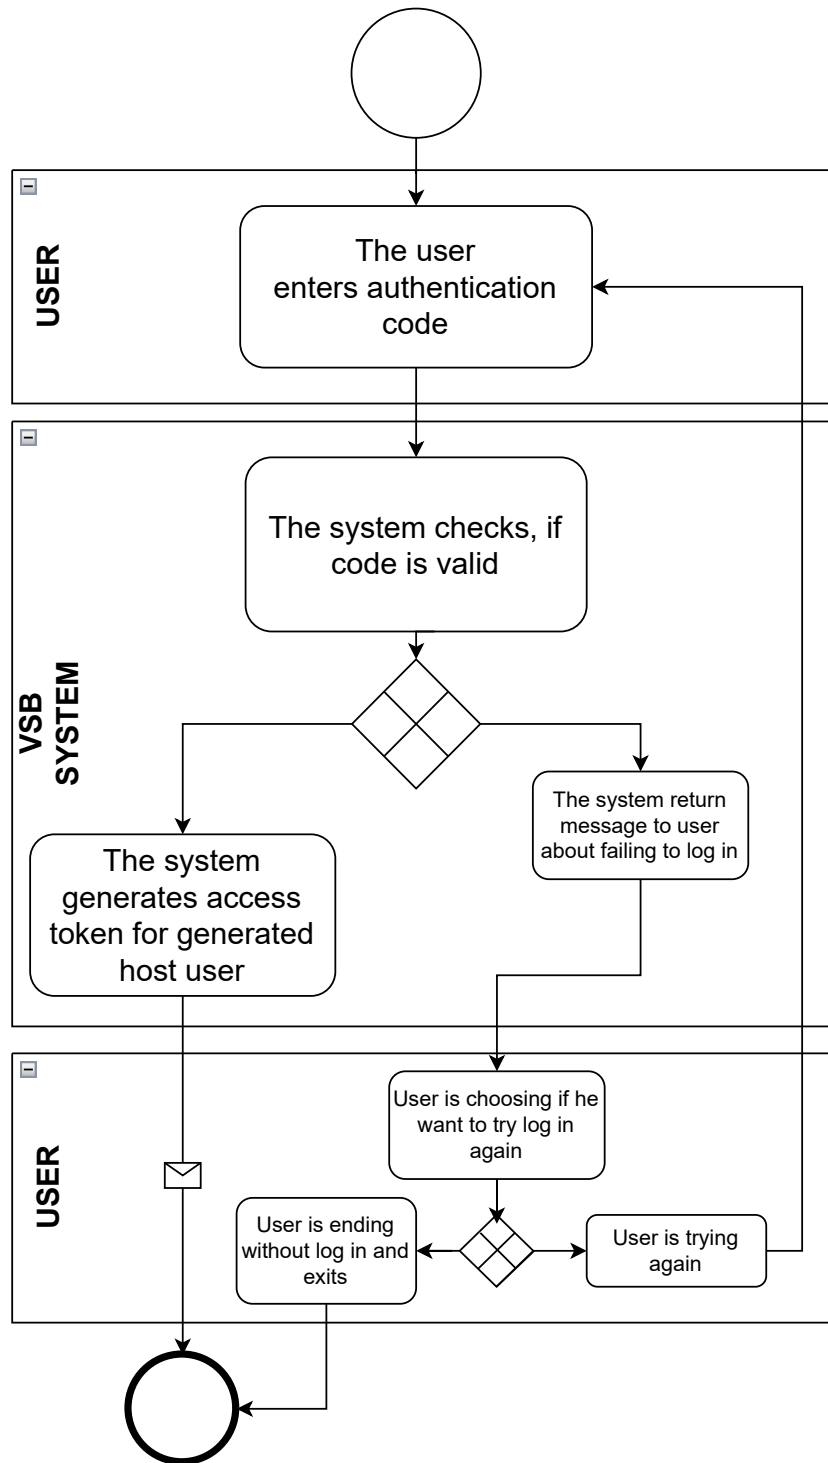 USER
The user
enters authentication
code
VSB
SYSTEM
The system checks, if
code is valid
The system return
message to user
about failing to log in
The system
generates access
token for generated
host user
USER
User is choosing if he
want to try log in
again
User is ending
without log in and
exits
User is trying
again